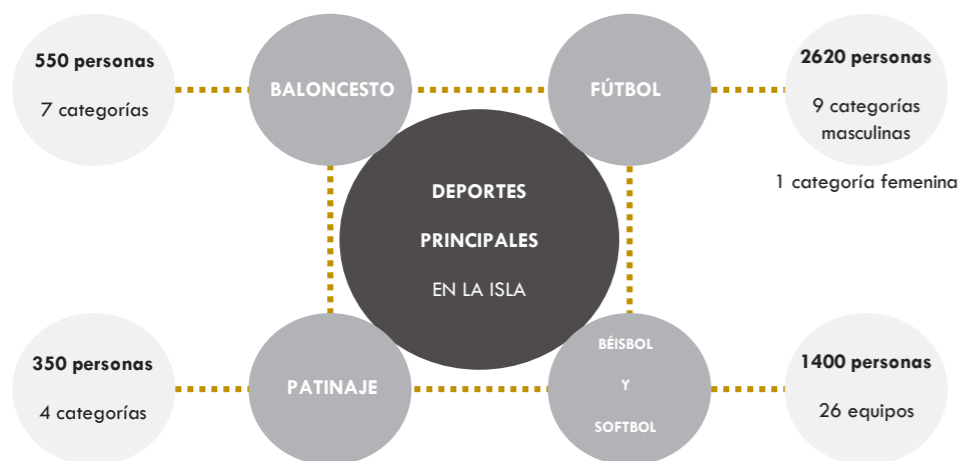 550 personas
7 categorías
BALONCESTO
FÚTBOL
2620 personas
9 categorías
masculinas
1 categoría femenina
DEPORTES
PRINCIPALES
EN LA ISLA
350 personas
4 categorías
PATINAJE
BÉISBOL
Y
SOFTBOL
1400 personas
26 equipos